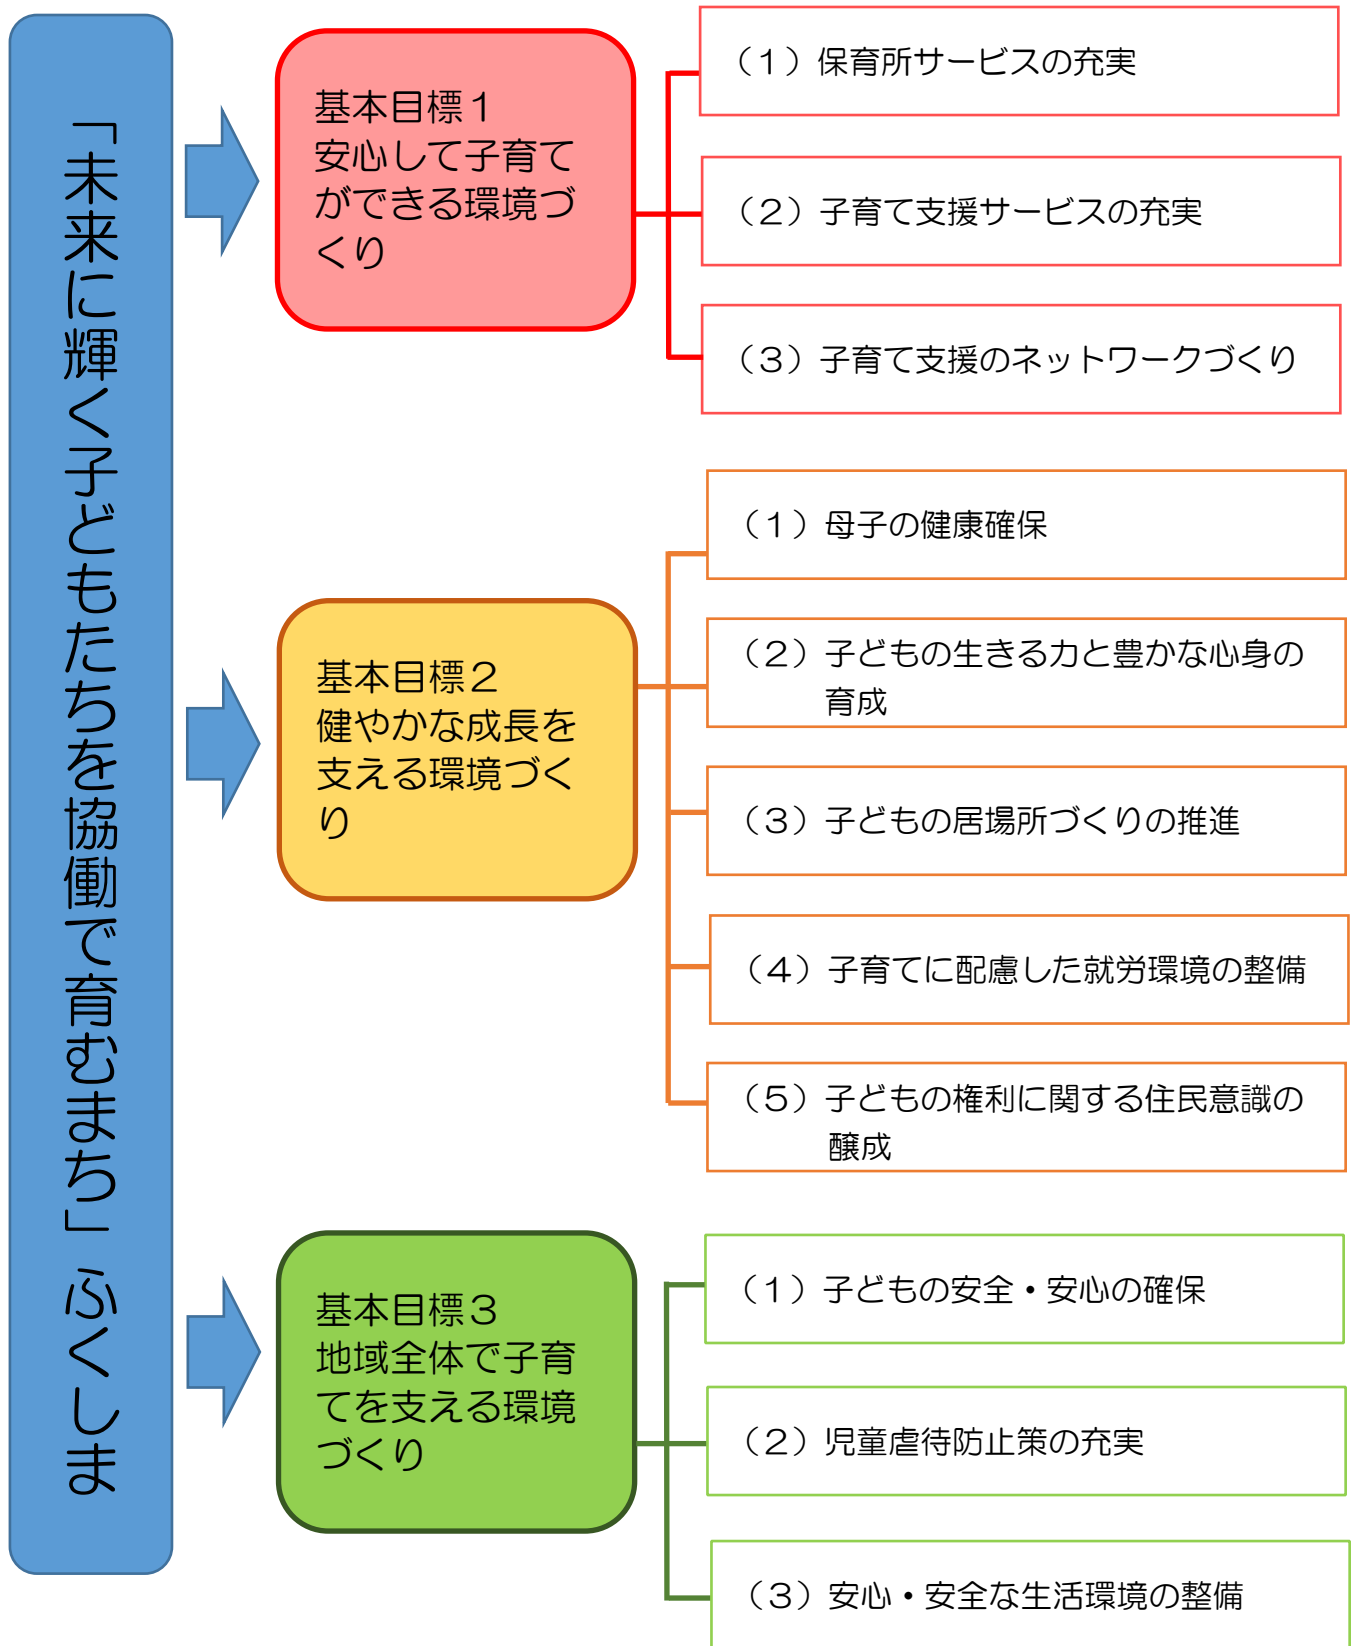 「未来に輝く子どもたちを協働で育むまち」ふくしま
基本目標１
安心して子育て
ができる環境づ
くり
（１）保育所サービスの充実
（２）子育て支援サービスの充実
（３）子育て支援のネットワークづくり
基本目標２
健やかな成長を
支える環境づく
り
（１）母子の健康確保
（２）子どもの生きる力と豊かな心身の
育成
（３）子どもの居場所づくりの推進
（４）子育てに配慮した就労環境の整備
（５）子どもの権利に関する住民意識の
醸成
基本目標３
地域全体で子育
てを支える環境
づくり
（１）子どもの安全・安心の確保
（２）児童虐待防止策の充実
（３）安心・安全な生活環境の整備